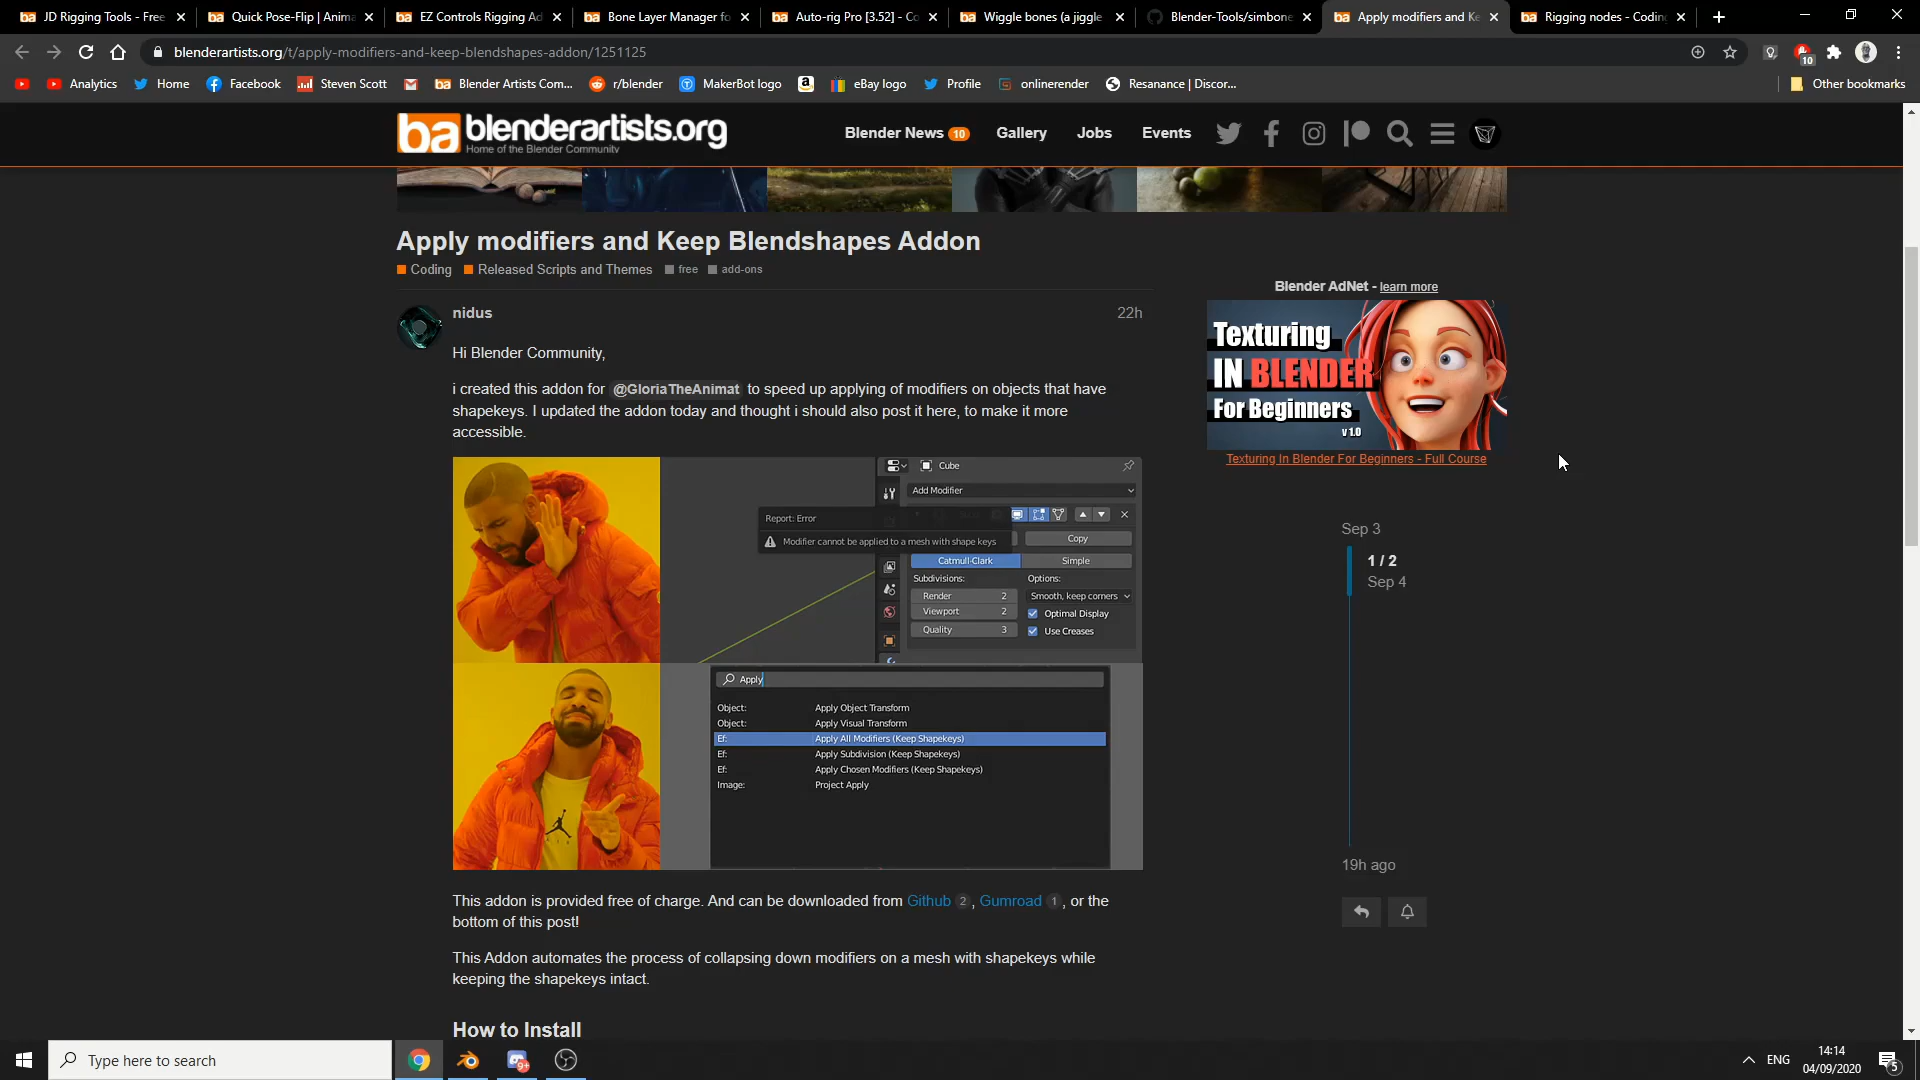 JD Rigging Tools - Free
Quick Pose-Flip | Anima
EZ Controls Rigging Ad
Bone Layer Manager fo
Auto-rig Pro [3.52] - Co
Wiggle bones (a jiggle
Blender-Tools/simbone
Apply modifiers and Ke
Rigging nodes - Coding
blenderartists.org/t/apply-modifiers-and-keep-blendshapes-addon/1251125
10
Analytics
Home
Facebook
Steven Scott
Blender Artists Com...
r/blender
MakerBot logo
eBay logo
Profile
onlinerender
Resanance | Discor...
Other bookmarks
ba blenderartists.org
Home of the Blender Community
Blender News 10
Gallery
Jobs
Events
Apply modifiers and Keep Blendshapes Addon
Coding
Released Scripts and Themes
free
add-ons
nidus
22h
Hi Blender Community,
i created this addon for @GloriaTheAnimat to speed up applying of modifiers on objects that have
shapekeys. I updated the addon today and thought i should also post it here, to make it more
accessible.
Cube
Add Modifier
Report: Error
Modifier cannot be applied to a mesh with shape keys
Copy
Catmull-Clark
Simple
Subdivisions:
Options:
Render 2
Smooth, keep corners
Viewport 2
Optimal Display
Quality 3
Use Creases
Apply
Object: Apply Object Transform
Object: Apply Visual Transform
Ef: Apply All Modifiers (Keep Shapekeys)
Ef: Apply Subdivision (Keep Shapekeys)
Ef: Apply Chosen Modifiers (Keep Shapekeys)
Image: Project Apply
This addon is provided free of charge. And can be downloaded from Github 2 , Gumroad 1 , or the
bottom of this post!
This Addon automates the process of collapsing down modifiers on a mesh with shapekeys while
keeping the shapekeys intact.
How to Install
Blender AdNet - learn more
Texturing
IN BLENDER
For Beginners
v 1.0
Texturing In Blender For Beginners - Full Course
Sep 3
1 / 2
Sep 4
19h ago
Type here to search
9+
ENG
14:14
04/09/2020
5